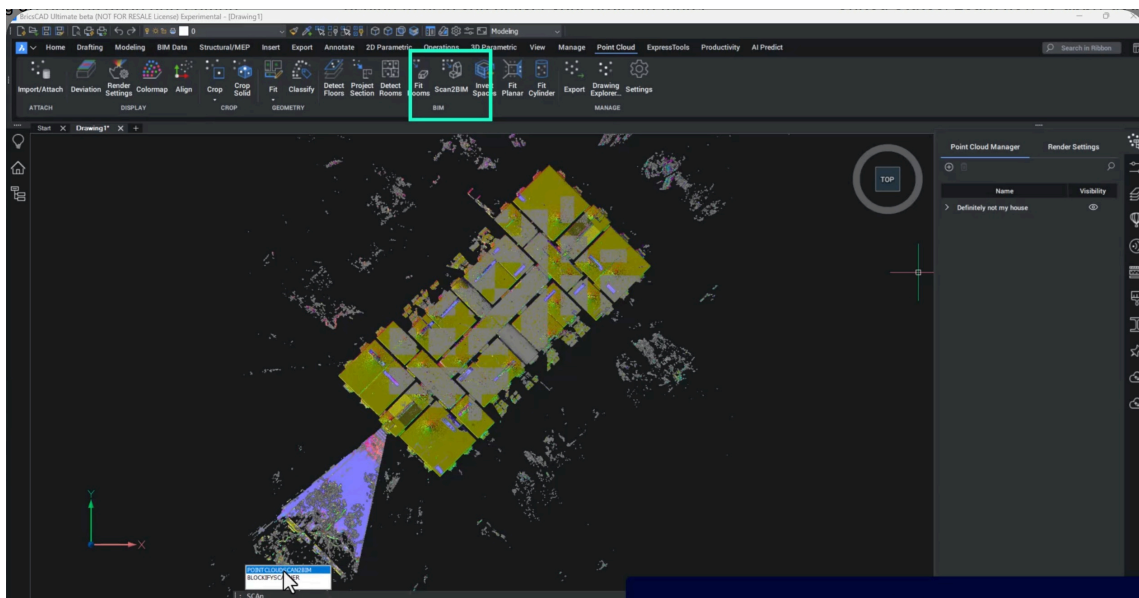 BricsCAD Ultimate beta (NOT FOR RESALE License) Experimental - [Drawing1]
0
Modeling
Home Drafting Modeling BIM Data Structural/MEP Insert Export Annotate 2D Parametric Operations 3D Parametric View Manage Point Cloud ExpressTools Productivity AI Predict Search in Ribbon
Import/Attach Deviation Render Settings Colormap Align Crop Crop Solid Fit Classify Detect Floors Project Section Detect Rooms Fit Rooms Scan2BIM Invert Spaces Fit Planar Fit Cylinder Export Drawing Explorer... Settings
ATTACH DISPLAY CROP GEOMETRY BIM MANAGE
Start X Drawing1* X +
Point Cloud Manager Render Settings
TOP
Name Visibility
Definitely not my house
Y
X
POINTCLOUDSCAN2BIM
SCAn